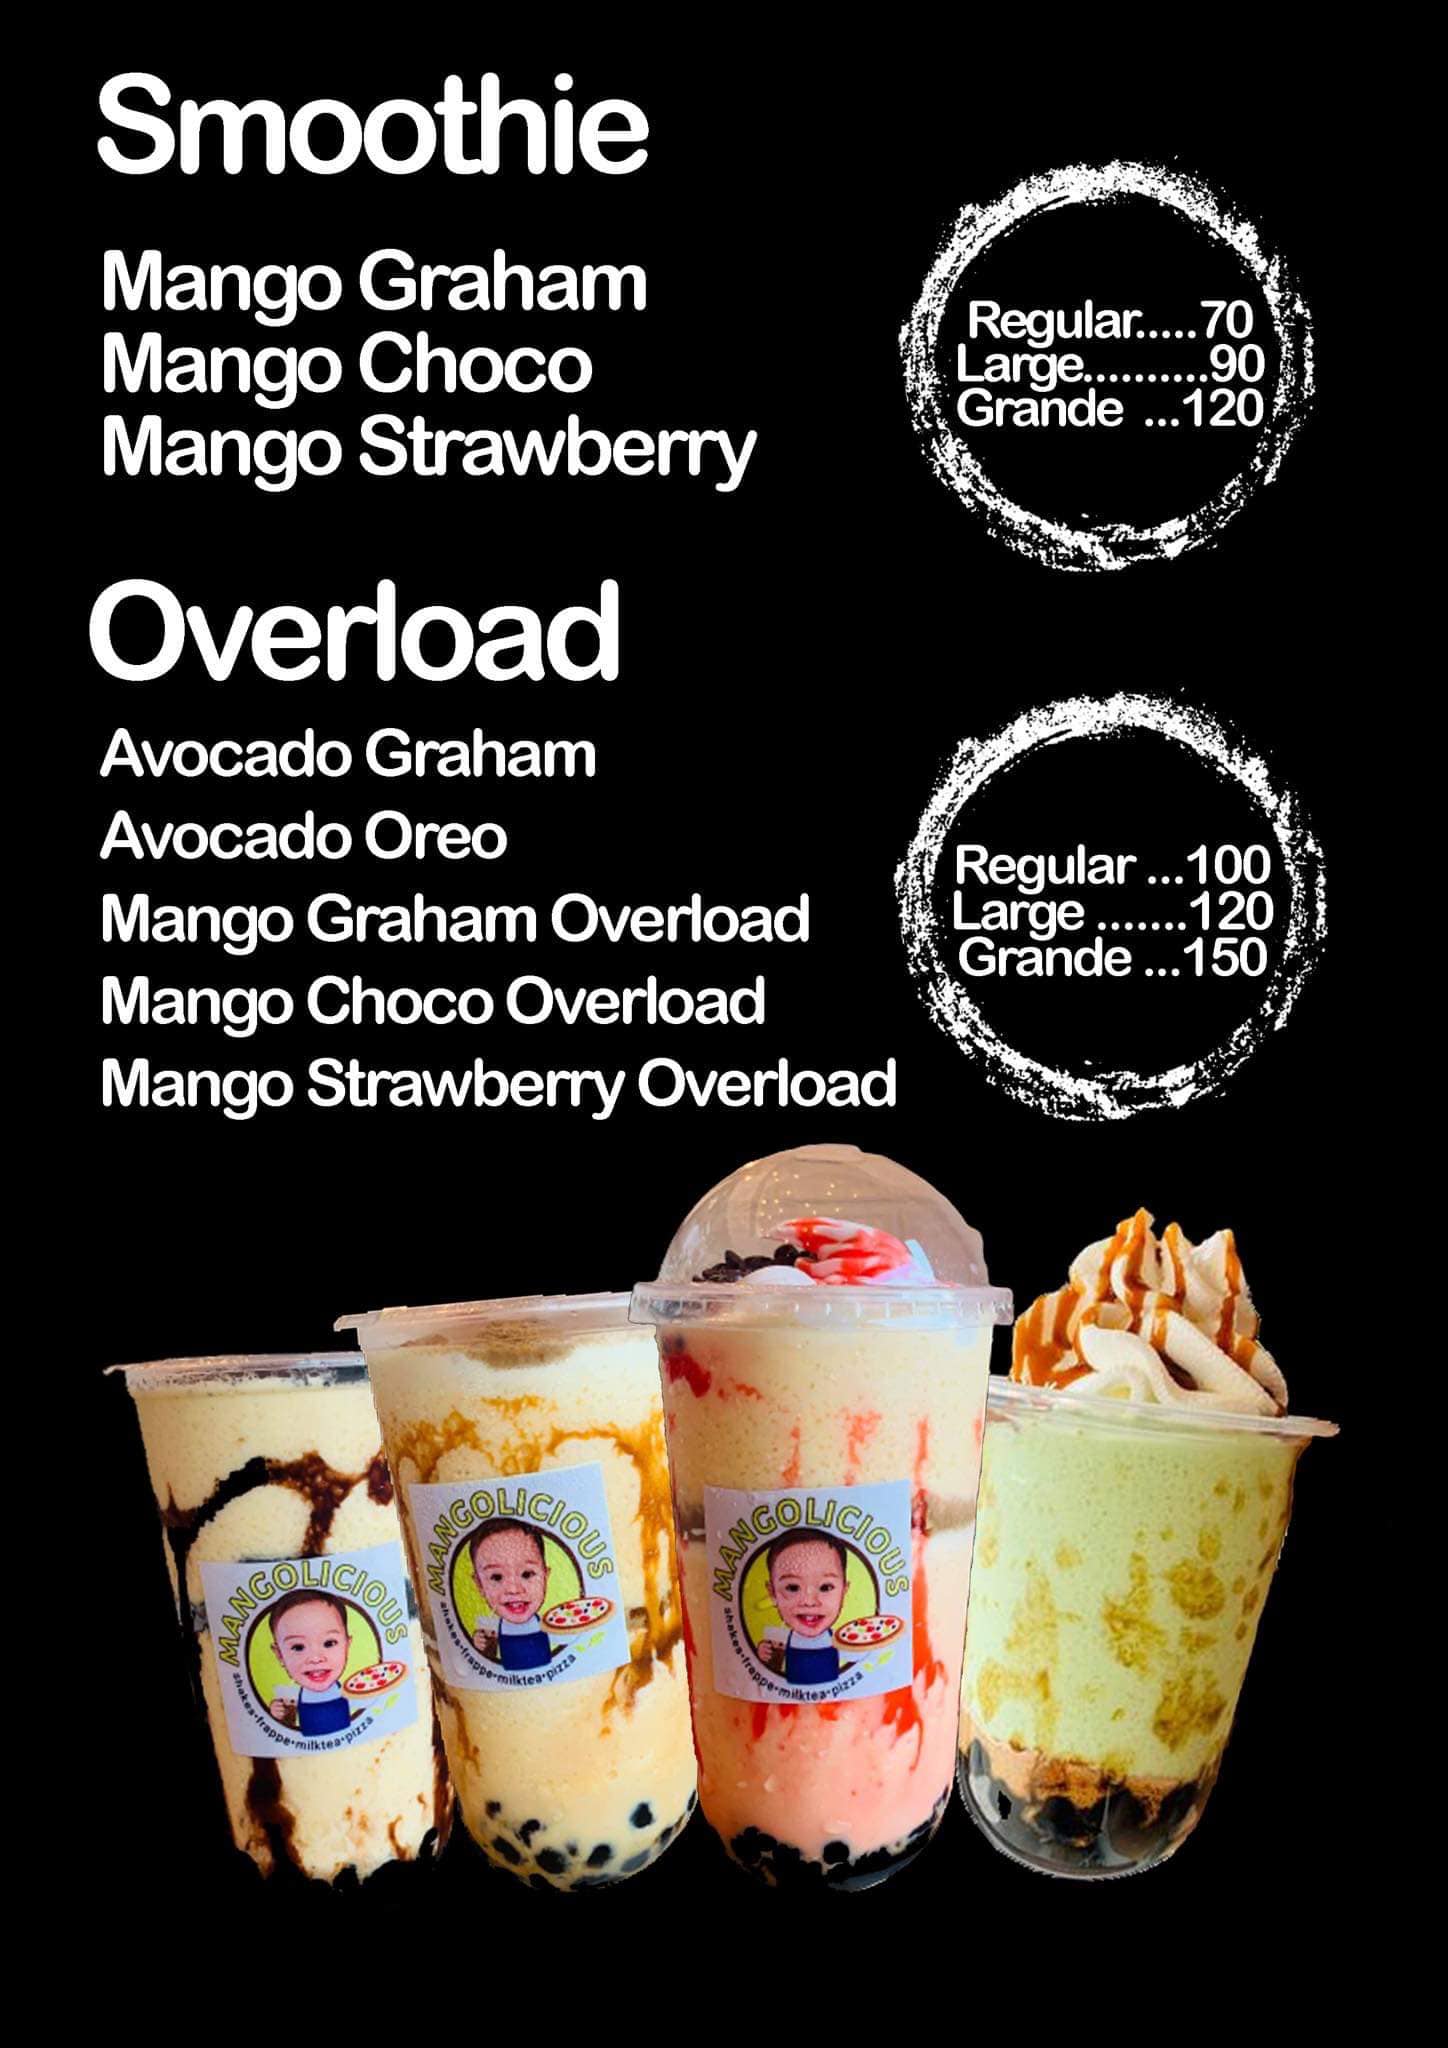 Smoothie
Mango Graham
Mango Choco
Mango Strawberry
Regular.....70
Large..........90
Grande ...120
Overload
Avocado Graham
Avocado Oreo
Mango Graham Overload
Mango Choco Overload
Mango Strawberry Overload
Regular ...100
Large .......120
Grande ...150
MANGOLICIOUS
shakes•frappe•milktea•pizza
MANGOLICIOUS
shakes•frappe•milktea•pizza
MANGOLICIOUS
shakes•frappe•milktea•pizza